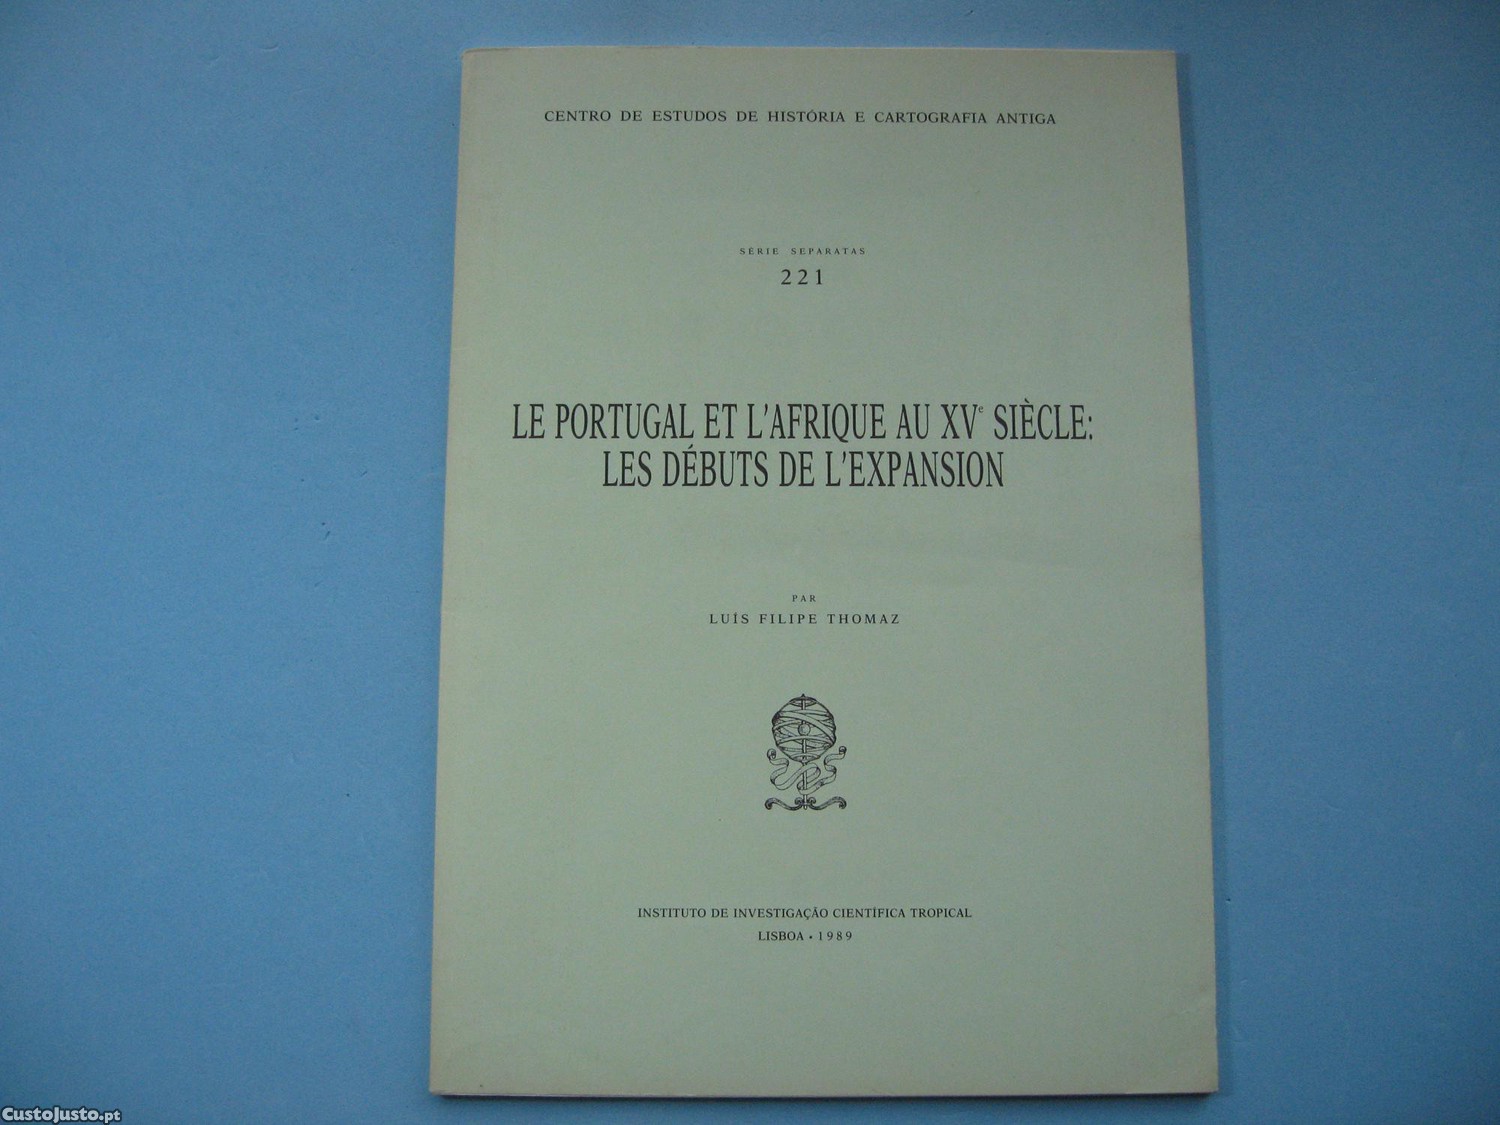 CENTRO DE ESTUDOS DE HISTÓRIA E CARTOGRAFIA ANTIGA
SÉRIE SEPARATAS
221
LE PORTUGAL ET L'AFRIQUE AU XVe SIÈCLE:
LES DÉBUTS DE L'EXPANSION
PAR
LUÍS FILIPE THOMAZ
INSTITUTO DE INVESTIGAÇÃO CIENTÍFICA TROPICAL
LISBOA • 1989
CustoJusto.pt